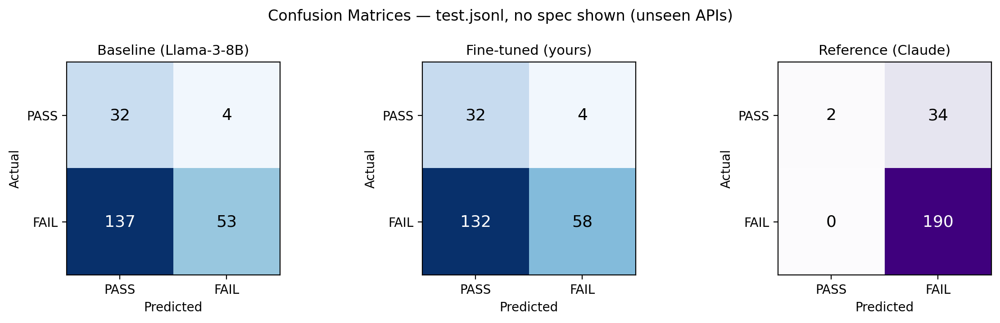 Confusion Matrices — test.jsonl, no spec shown (unseen APIs)
Baseline (Llama-3-8B)
PASS
32
4
FAIL
137
53
Actual
PASS
FAIL
Predicted
Fine-tuned (yours)
PASS
32
4
FAIL
132
58
Actual
PASS
FAIL
Predicted
Reference (Claude)
PASS
2
34
FAIL
0
190
Actual
PASS
FAIL
Predicted